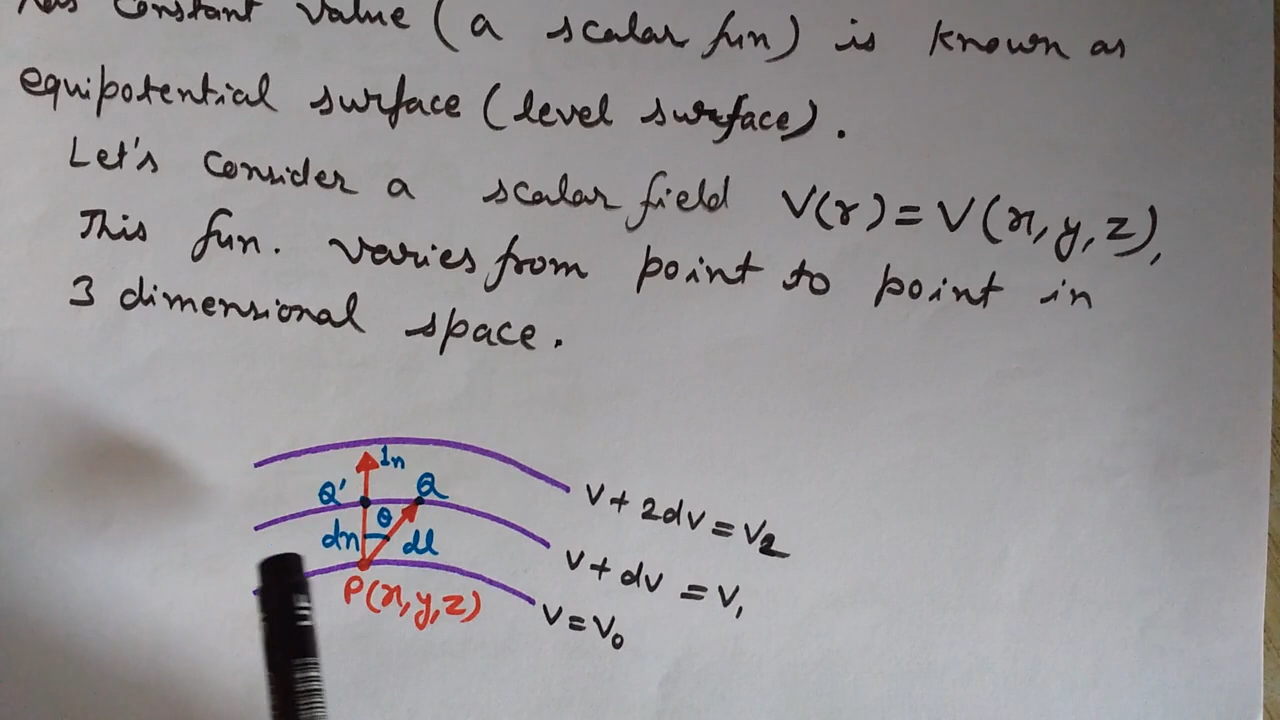 has constant value (a scalar fun) is known as
equipotential surface (level surface).
Let's consider a scalar field V(r)=V(x,y,z),
This fun. varies from point to point in
3 dimensional space.
1n
Q' Q
θ
dn dl
P(x,y,z)
V+2dV=V2
V+dV=V1
V=V0